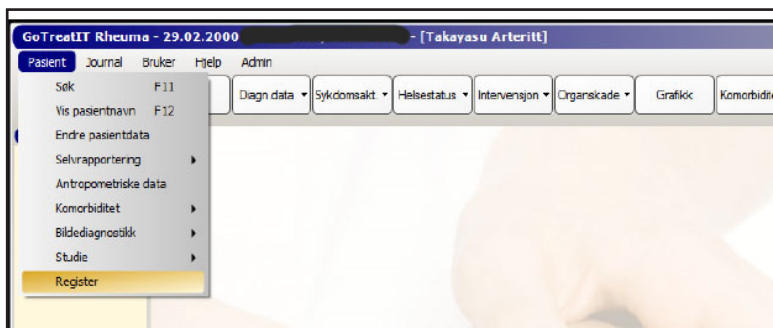 GoTreatIT Rheuma - 29.02.2000 - [Takayasu Arteritt]
Pasient Journal Bruker Hjelp Admin
Diagn data Sykdomsakt. Helsestatus Intervensjon Organskade Grafikk Komorbidite
Søk F11
Vis pasientnavn F12
Endre pasientdata
Selvrapportering
Antropometriske data
Komorbiditet
Bildediagnostikk
Studie
Register